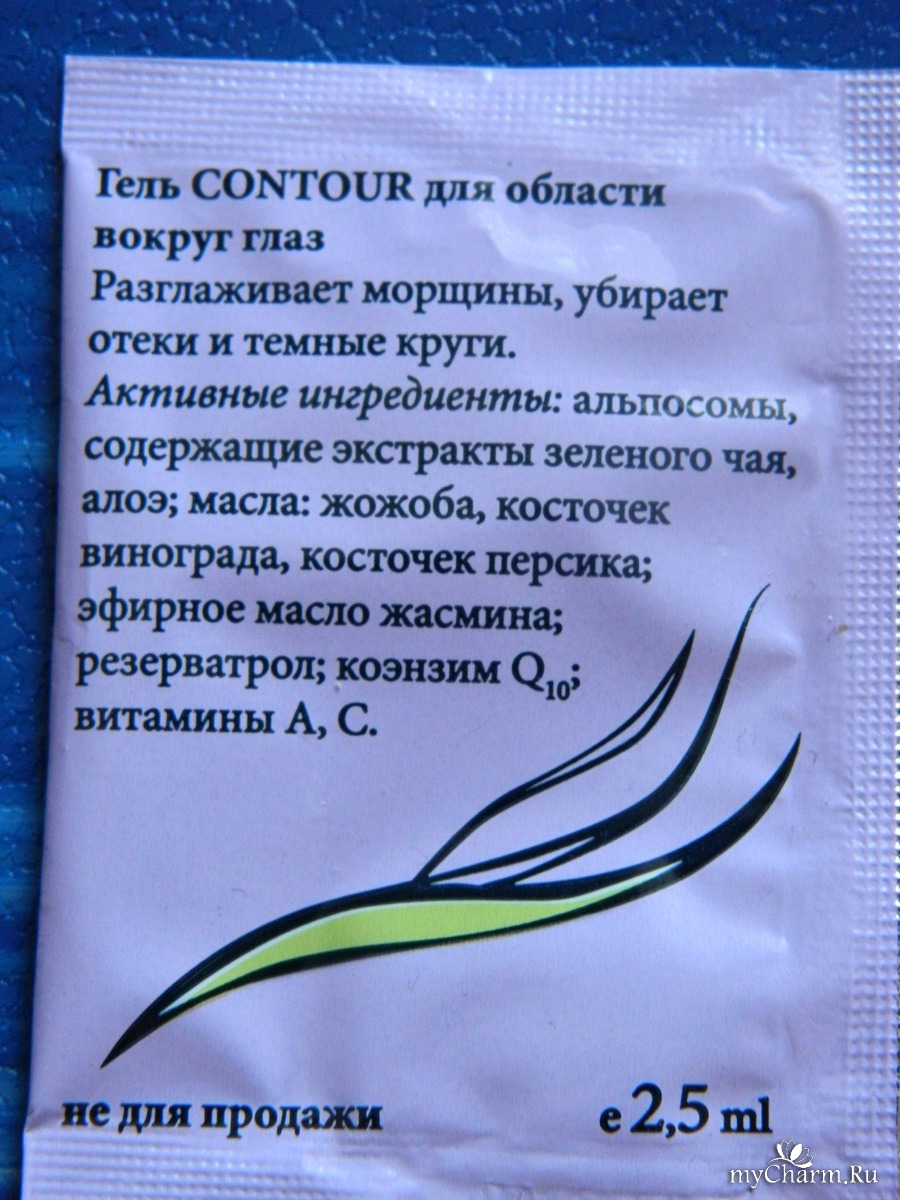 Гель CONTOUR для области
вокруг глаз
Разглаживает морщины, убирает
отеки и темные круги.
Активные ингредиенты: альпосомы,
содержащие экстракты зеленого чая,
алоэ; масла: жожоба, косточек
винограда, косточек персика;
эфирное масло жасмина;
резерватрол; коэнзим Q10;
витамины А, С.
не для продажи
e 2,5 ml
myCharm.Ru